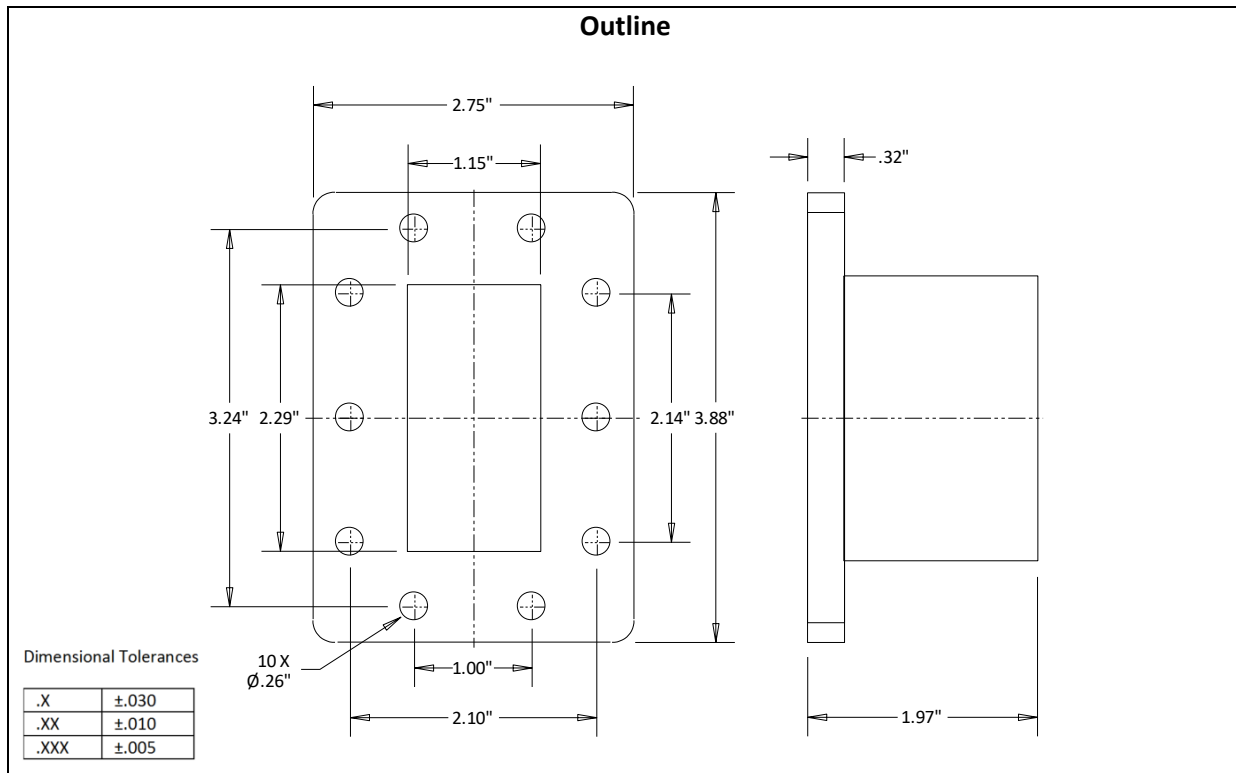 Outline
2.75"
1.15"
.32"
3.24"
2.29"
2.14"
3.88"
10 X
Ø.26"
1.00"
2.10"
1.97"
Dimensional Tolerances
.X ±.030
.XX ±.010
.XXX ±.005